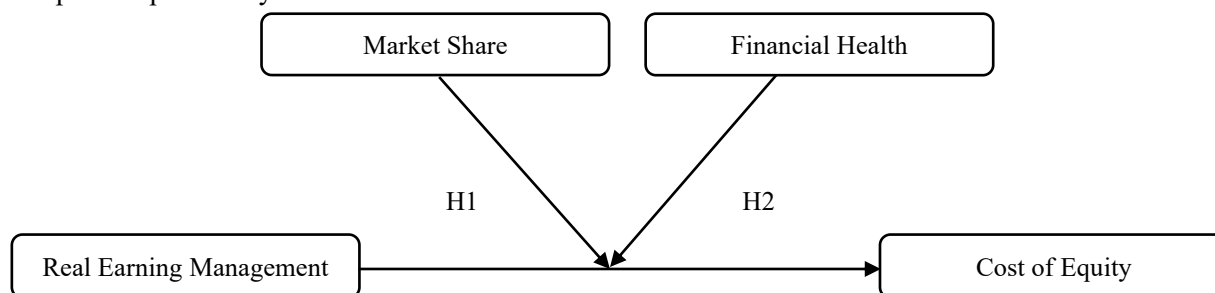 Market Share
Financial Health
H1
H2
Real Earning Management
Cost of Equity